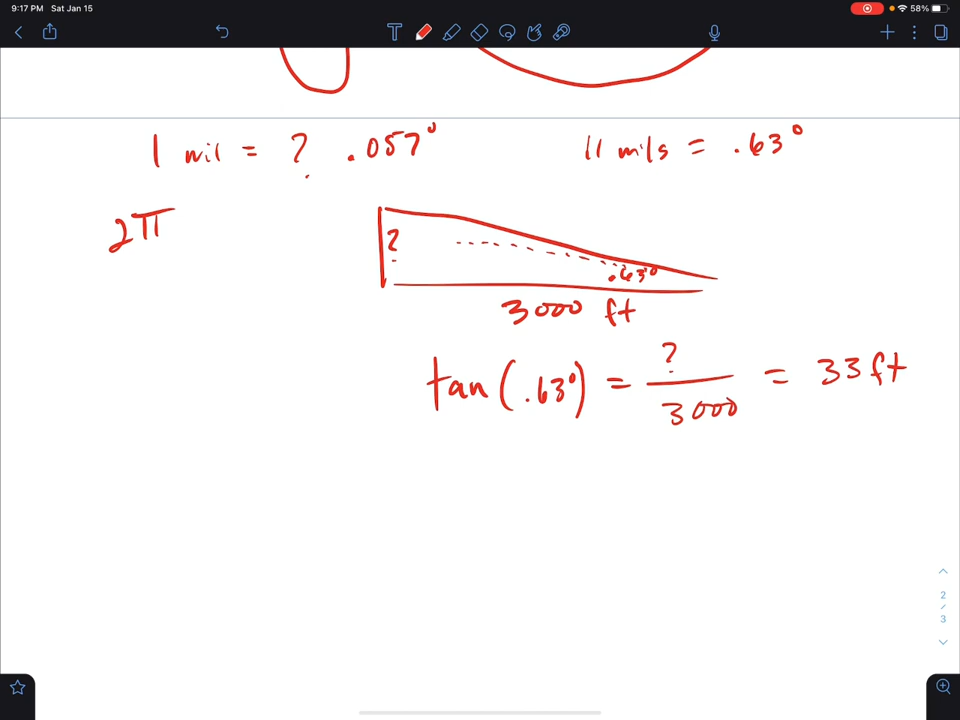 9:17 PM Sat Jan 15 58%
1 mil = ? .057° 11 mils = .63°
2π
?
.63°
3000 ft
tan(.63°) = ?/3000 = 33 ft
2
/
3